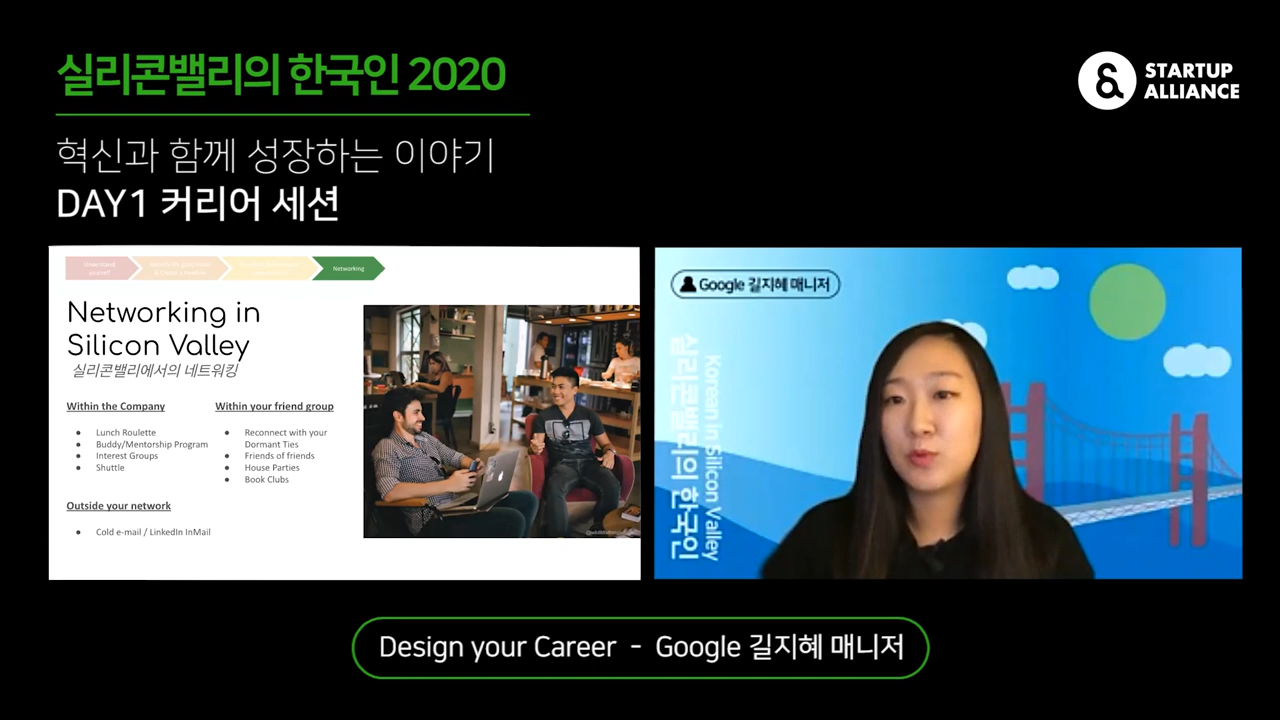 실리콘밸리의 한국인 2020
STARTUP
ALLIANCE
혁신과 함께 성장하는 이야기
DAY1 커리어 세션
Understand
yourself
Networking
Networking in
Silicon Valley
실리콘밸리에서의 네트워킹
Within the Company
● Lunch Roulette
● Buddy/Mentorship Program
● Interest Groups
● Shuttle
Within your friend group
● Reconnect with your
Dormant Ties
● Friends of friends
● House Parties
● Book Clubs
Outside your network
● Cold e-mail / LinkedIn InMail
Google 길지혜 매니저
Korean in Silicon Valley
실리콘밸리의 한국인
Design your Career - Google 길지혜 매니저